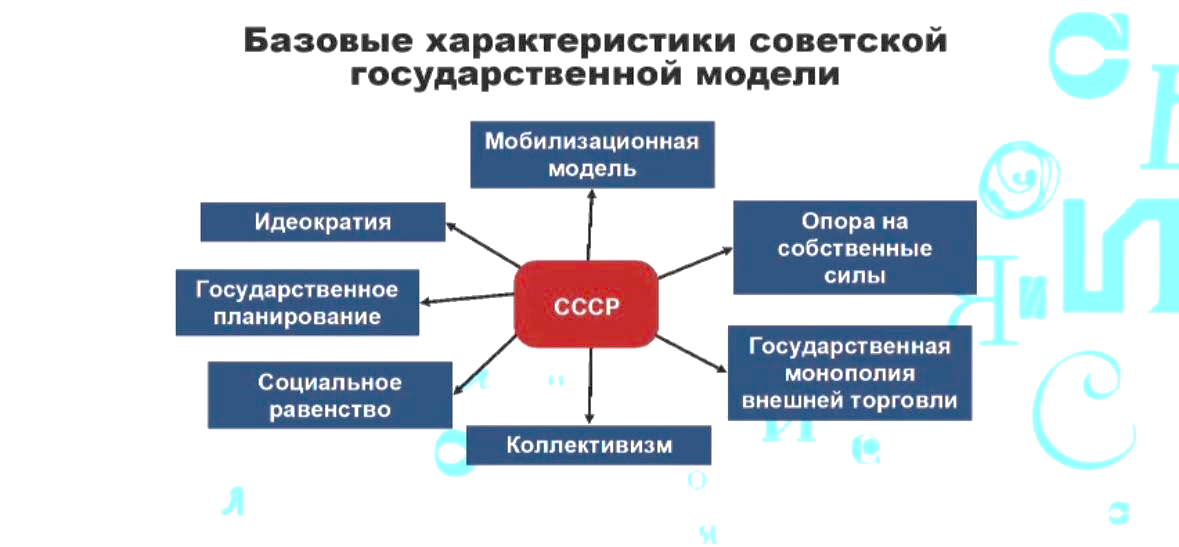 Базовые характеристики советской
государственной модели
Мобилизационная
модель
Идеократия
Опора на
собственные
силы
Государственное
планирование
СССР
Государственная
монополия
внешней торговли
Социальное
равенство
Коллективизм